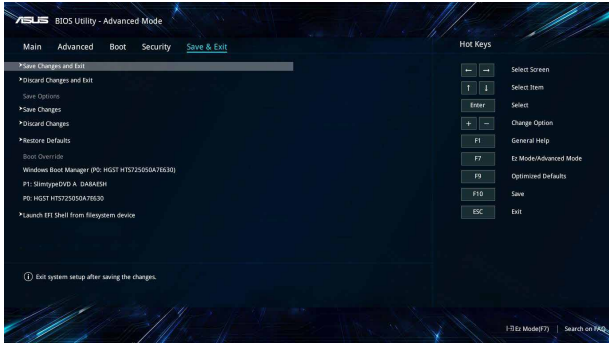 ASUS BIOS Utility - Advanced Mode
Main Advanced Boot Security Save & Exit
Hot Keys
Save Changes and Exit
Discard Changes and Exit
Save Options
Save Changes
Discard Changes
Restore Defaults
Boot Override
Windows Boot Manager (P0: HGST HTS725050A7E630)
P1: SlimtypeDVD A DA8AESH
P0: HGST HTS725050A7E630
Launch EFI Shell from filesystem device
Exit system setup after saving the changes.
← → Select Screen
↑ ↓ Select Item
Enter Select
+ − Change Option
F1 General Help
F7 Ez Mode/Advanced Mode
F9 Optimized Defaults
F10 Save
ESC Exit
Ez Mode(F7) | Search on FAQ